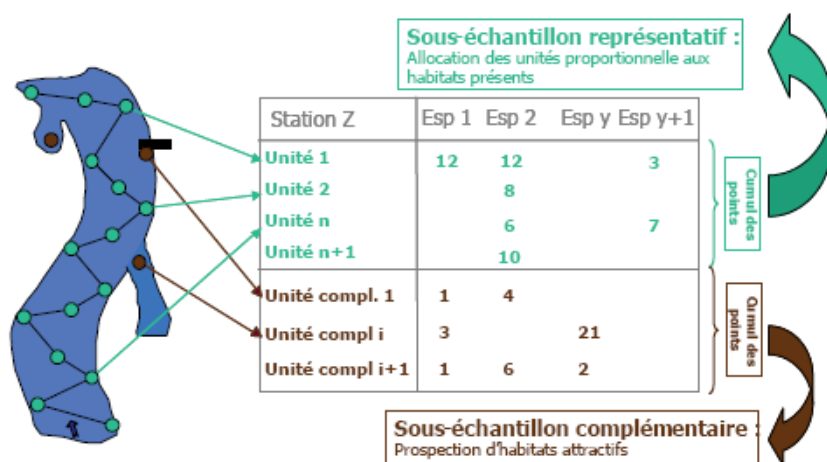 Sous-échantillon représentatif :
Allocation des unités proportionnelle aux
habitats présents
Station Z Esp 1 Esp 2 Esp y Esp y+1
Unité 1 12 12 3
Unité 2 8
Unité n 6 7
Unité n+1 10
Cumul des
points
Unité compl. 1 1 4
Unité compl i 3 21
Unité compl i+1 1 6 2
Cumul des
points
Sous-échantillon complémentaire :
Prospection d'habitats attractifs